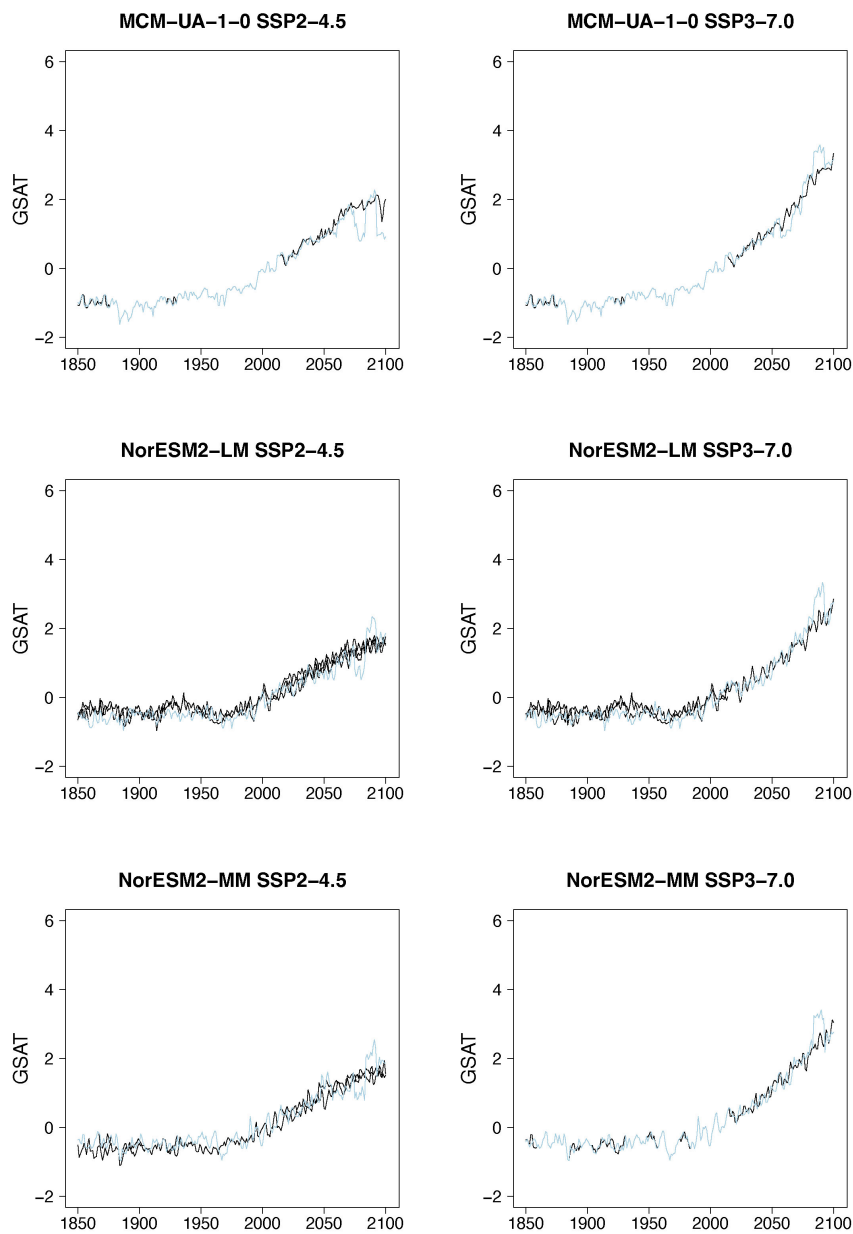 MCM−UA−1−0 SSP2−4.5
MCM−UA−1−0 SSP3−7.0
GSAT
6
4
2
0
−2
1850 1900 1950 2000 2050 2100
6
4
2
0
−2
1850 1900 1950 2000 2050 2100
NorESM2−LM SSP2−4.5
NorESM2−LM SSP3−7.0
GSAT
6
4
2
0
−2
1850 1900 1950 2000 2050 2100
GSAT
6
4
2
0
−2
1850 1900 1950 2000 2050 2100
NorESM2−MM SSP2−4.5
NorESM2−MM SSP3−7.0
GSAT
6
4
2
0
−2
1850 1900 1950 2000 2050 2100
GSAT
6
4
2
0
−2
1850 1900 1950 2000 2050 2100